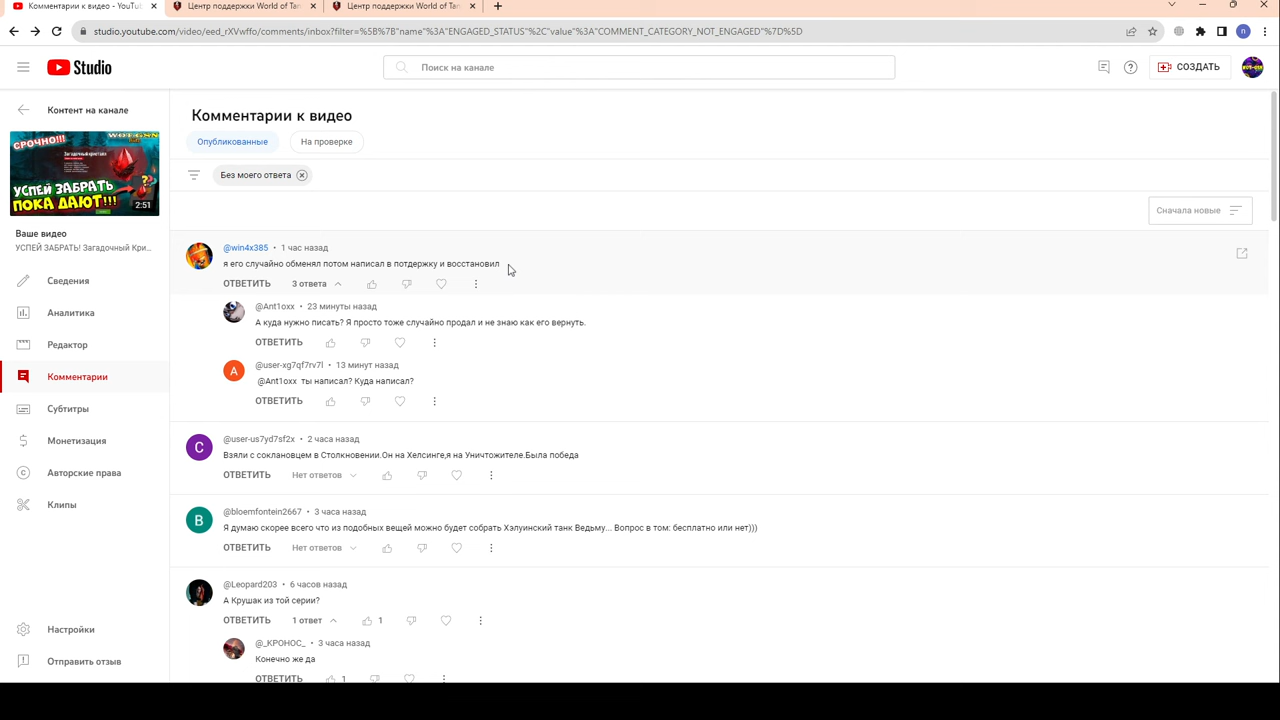 Комментарии к видео - YouTu
Центр поддержки World of Tan
Центр поддержки World of Tan
studio.youtube.com/video/eed_rXVwffo/comments/inbox?filter=%5B%7B"name"%3A"ENGAGED_STATUS"%2C"value"%3A"COMMENT_CATEGORY_NOT_ENGAGED"%7D%5D
n
Studio
Поиск на канале
СОЗДАТЬ
Контент на канале
СРОЧНО!!!
Загадочный кристалл
УСПЕЙ ЗАБРАТЬ
ПОКА ДАЮТ!!!
2:51
Ваше видео
УСПЕЙ ЗАБРАТЬ! Загадочный Кри...
Сведения
Аналитика
Редактор
Комментарии
Субтитры
Монетизация
Авторские права
Клипы
Настройки
Отправить отзыв
Комментарии к видео
Опубликованные
На проверке
Без моего ответа
Сначала новые
@win4x385 • 1 час назад
я его случайно обменял потом написал в потдержку и восстановил
ОТВЕТИТЬ 3 ответа
@Ant1oxx • 23 минуты назад
А куда нужно писать? Я просто тоже случайно продал и не знаю как его вернуть.
ОТВЕТИТЬ
A
@user-xg7qf7rv7l • 13 минут назад
@Ant1oxx ты написал? Куда написал?
ОТВЕТИТЬ
C
@user-us7yd7sf2x • 2 часа назад
Взяли с соклановцем в Столкновении.Он на Хелсинге,я на Уничтожителе.Была победа
ОТВЕТИТЬ Нет ответов
B
@bloemfontein2667 • 3 часа назад
Я думаю скорее всего что из подобных вещей можно будет собрать Хэлуинский танк Ведьму... Вопрос в том: бесплатно или нет)))
ОТВЕТИТЬ Нет ответов
@Leopard203 • 6 часов назад
А Крушак из той серии?
ОТВЕТИТЬ 1 ответ 1
@_КРОНОС_ • 3 часа назад
Конечно же да
ОТВЕТИТЬ 1